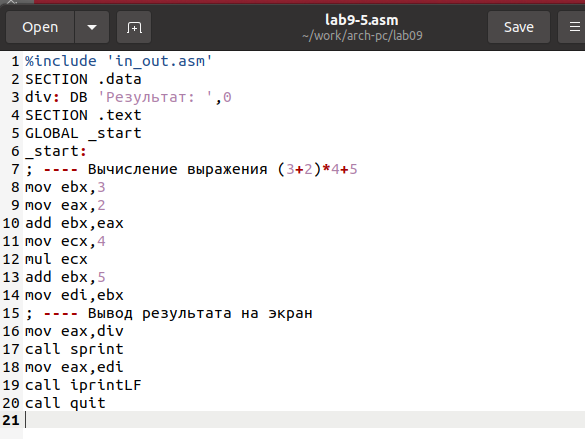 Open
lab9-5.asm
~/work/arch-pc/lab09
Save
1 %include 'in_out.asm'
2 SECTION .data
3 div: DB 'Результат: ',0
4 SECTION .text
5 GLOBAL _start
6 _start:
7 ; ---- Вычисление выражения (3+2)*4+5
8 mov ebx,3
9 mov eax,2
10 add ebx,eax
11 mov ecx,4
12 mul ecx
13 add ebx,5
14 mov edi,ebx
15 ; ---- Вывод результата на экран
16 mov eax,div
17 call sprint
18 mov eax,edi
19 call iprintLF
20 call quit
21